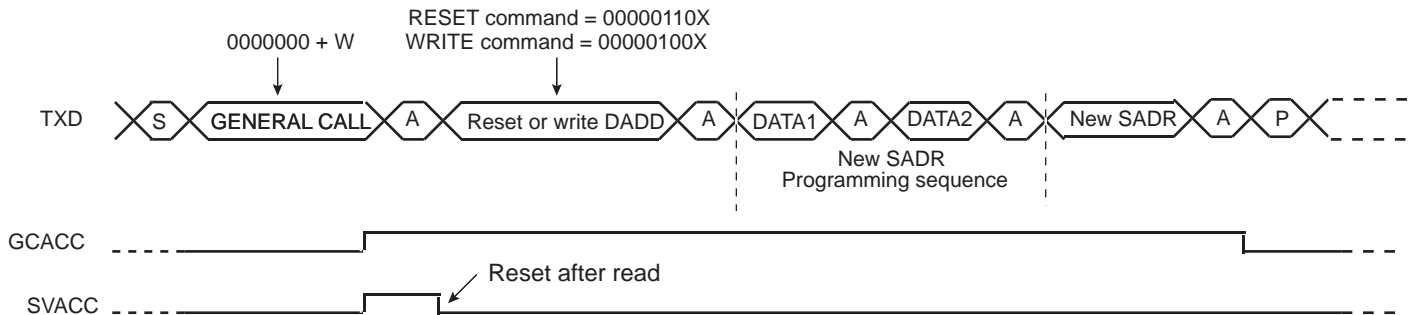 RESET command = 00000110X
0000000 + W
WRITE command = 00000100X
TXD
S
GENERAL CALL
A
Reset or write DADD
A
DATA1
A
DATA2
A
New SADR
A
P
New SADR
Programming sequence
GCACC
Reset after read
SVACC